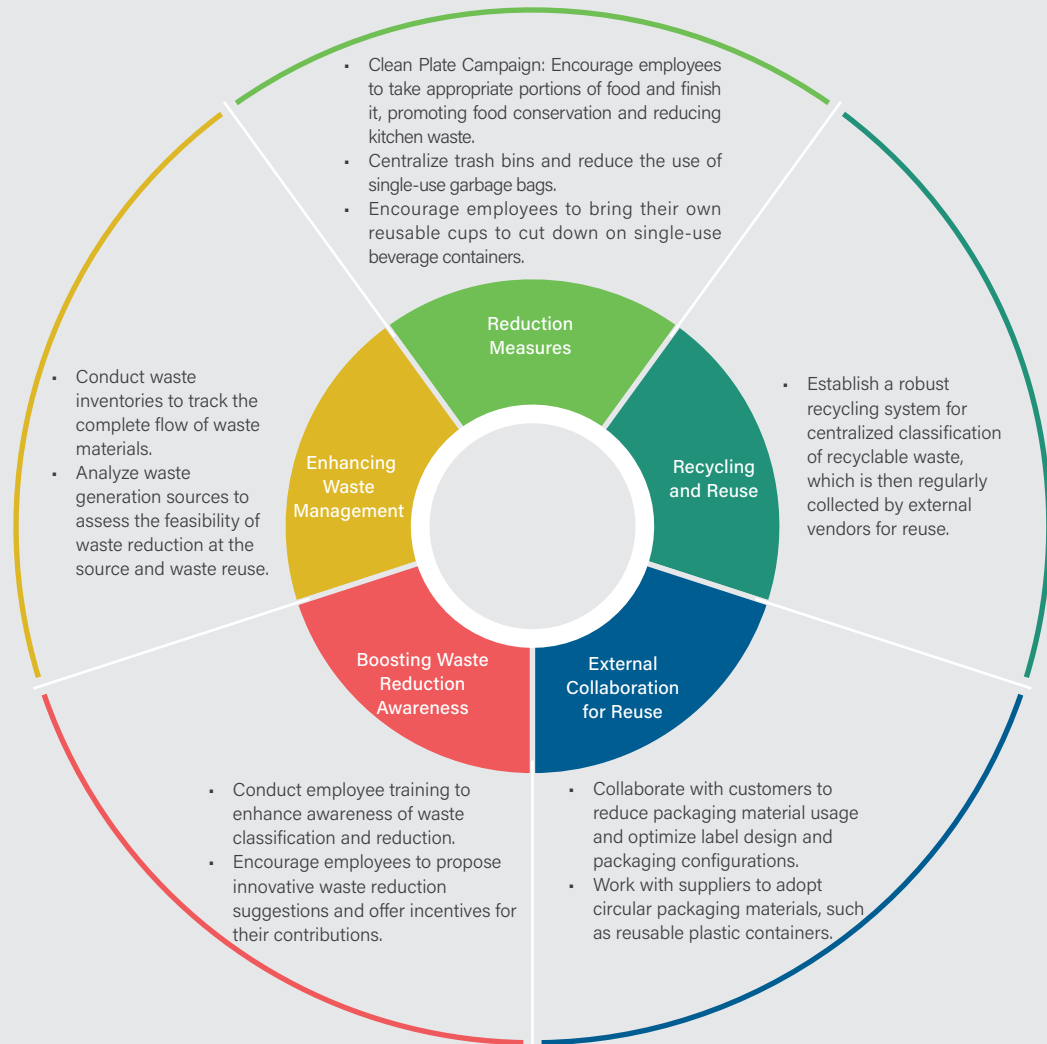 ▪ Clean Plate Campaign: Encourage employees
to take appropriate portions of food and finish
it, promoting food conservation and reducing
kitchen waste.
▪ Centralize trash bins and reduce the use of
single-use garbage bags.
▪ Encourage employees to bring their own
reusable cups to cut down on single-use
beverage containers.
Reduction
Measures
▪ Conduct waste
inventories to track the
complete flow of waste
materials.
▪ Analyze waste
generation sources to
assess the feasibility of
waste reduction at the
source and waste reuse.
Enhancing
Waste
Management
Recycling
and Reuse
▪ Establish a robust
recycling system for
centralized classification
of recyclable waste,
which is then regularly
collected by external
vendors for reuse.
Boosting Waste
Reduction
Awareness
External
Collaboration
for Reuse
▪ Conduct employee training to
enhance awareness of waste
classification and reduction.
▪ Encourage employees to propose
innovative waste reduction
suggestions and offer incentives for
their contributions.
▪ Collaborate with customers to
reduce packaging material usage
and optimize label design and
packaging configurations.
▪ Work with suppliers to adopt
circular packaging materials, such
as reusable plastic containers.